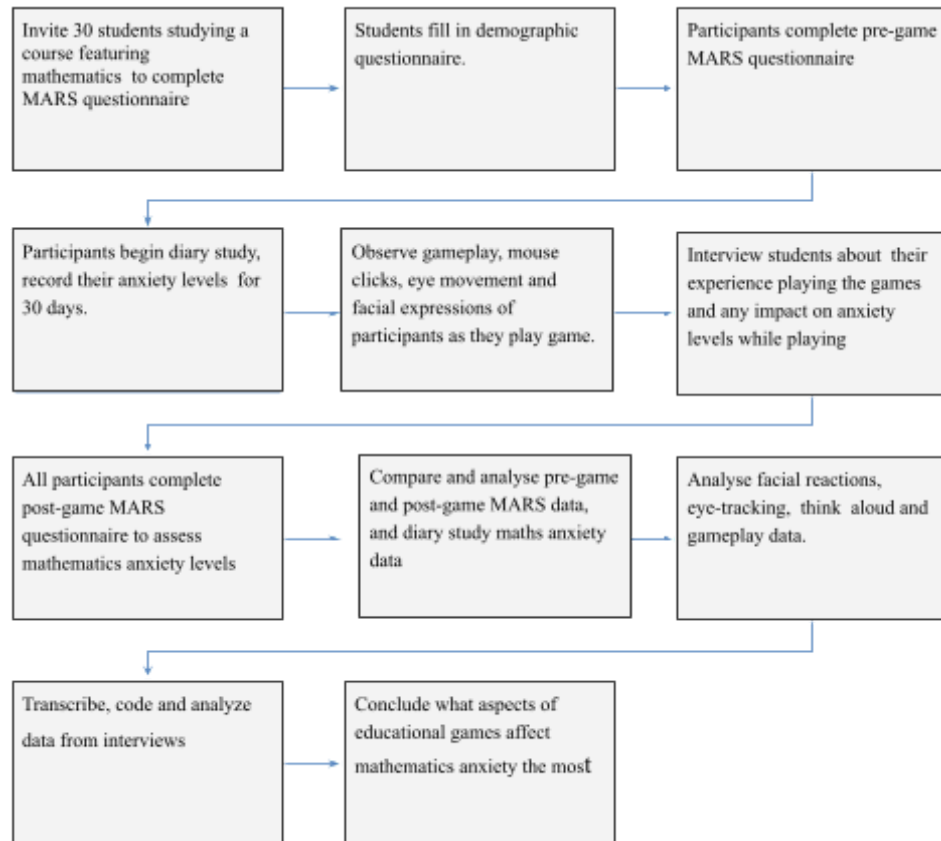 Invite 30 students studying a
course featuring
mathematics to complete
MARS questionnaire
Students fill in demographic
questionnaire.
Participants complete pre-game
MARS questionnaire
Participants begin diary study,
record their anxiety levels for
30 days.
Observe gameplay, mouse
clicks, eye movement and
facial expressions of
participants as they play game.
Interview students about their
experience playing the games
and any impact on anxiety
levels while playing
All participants complete
post-game MARS
questionnaire to assess
mathematics anxiety levels
Compare and analyse pre-game
and post-game MARS data,
and diary study maths anxiety
data
Analyse facial reactions,
eye-tracking, think aloud and
gameplay data.
Transcribe, code and analyze
data from interviews
Conclude what aspects of
educational games affect
mathematics anxiety the most